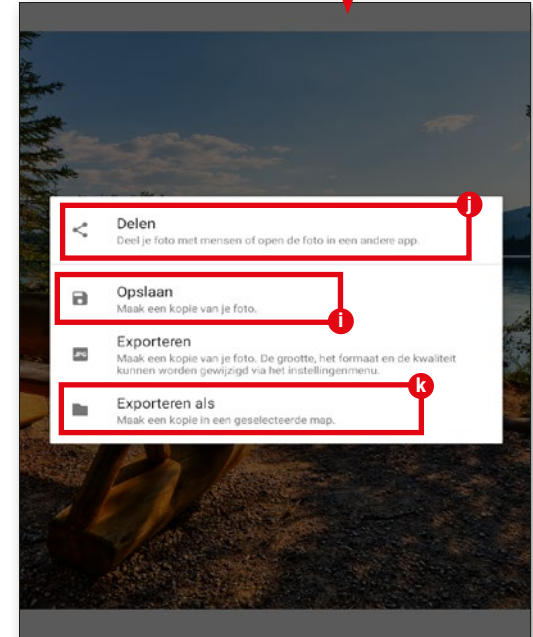 j
Delen
Deel je foto met mensen of open de foto in een andere app.
Opslaan
Maak een kopie van je foto.
i
JPG
Exporteren
Maak een kopie van je foto. De grootte, het formaat en de kwaliteit
kunnen worden gewijzigd via het instellingenmenu.
k
Exporteren als
Maak een kopie in een geselecteerde map.